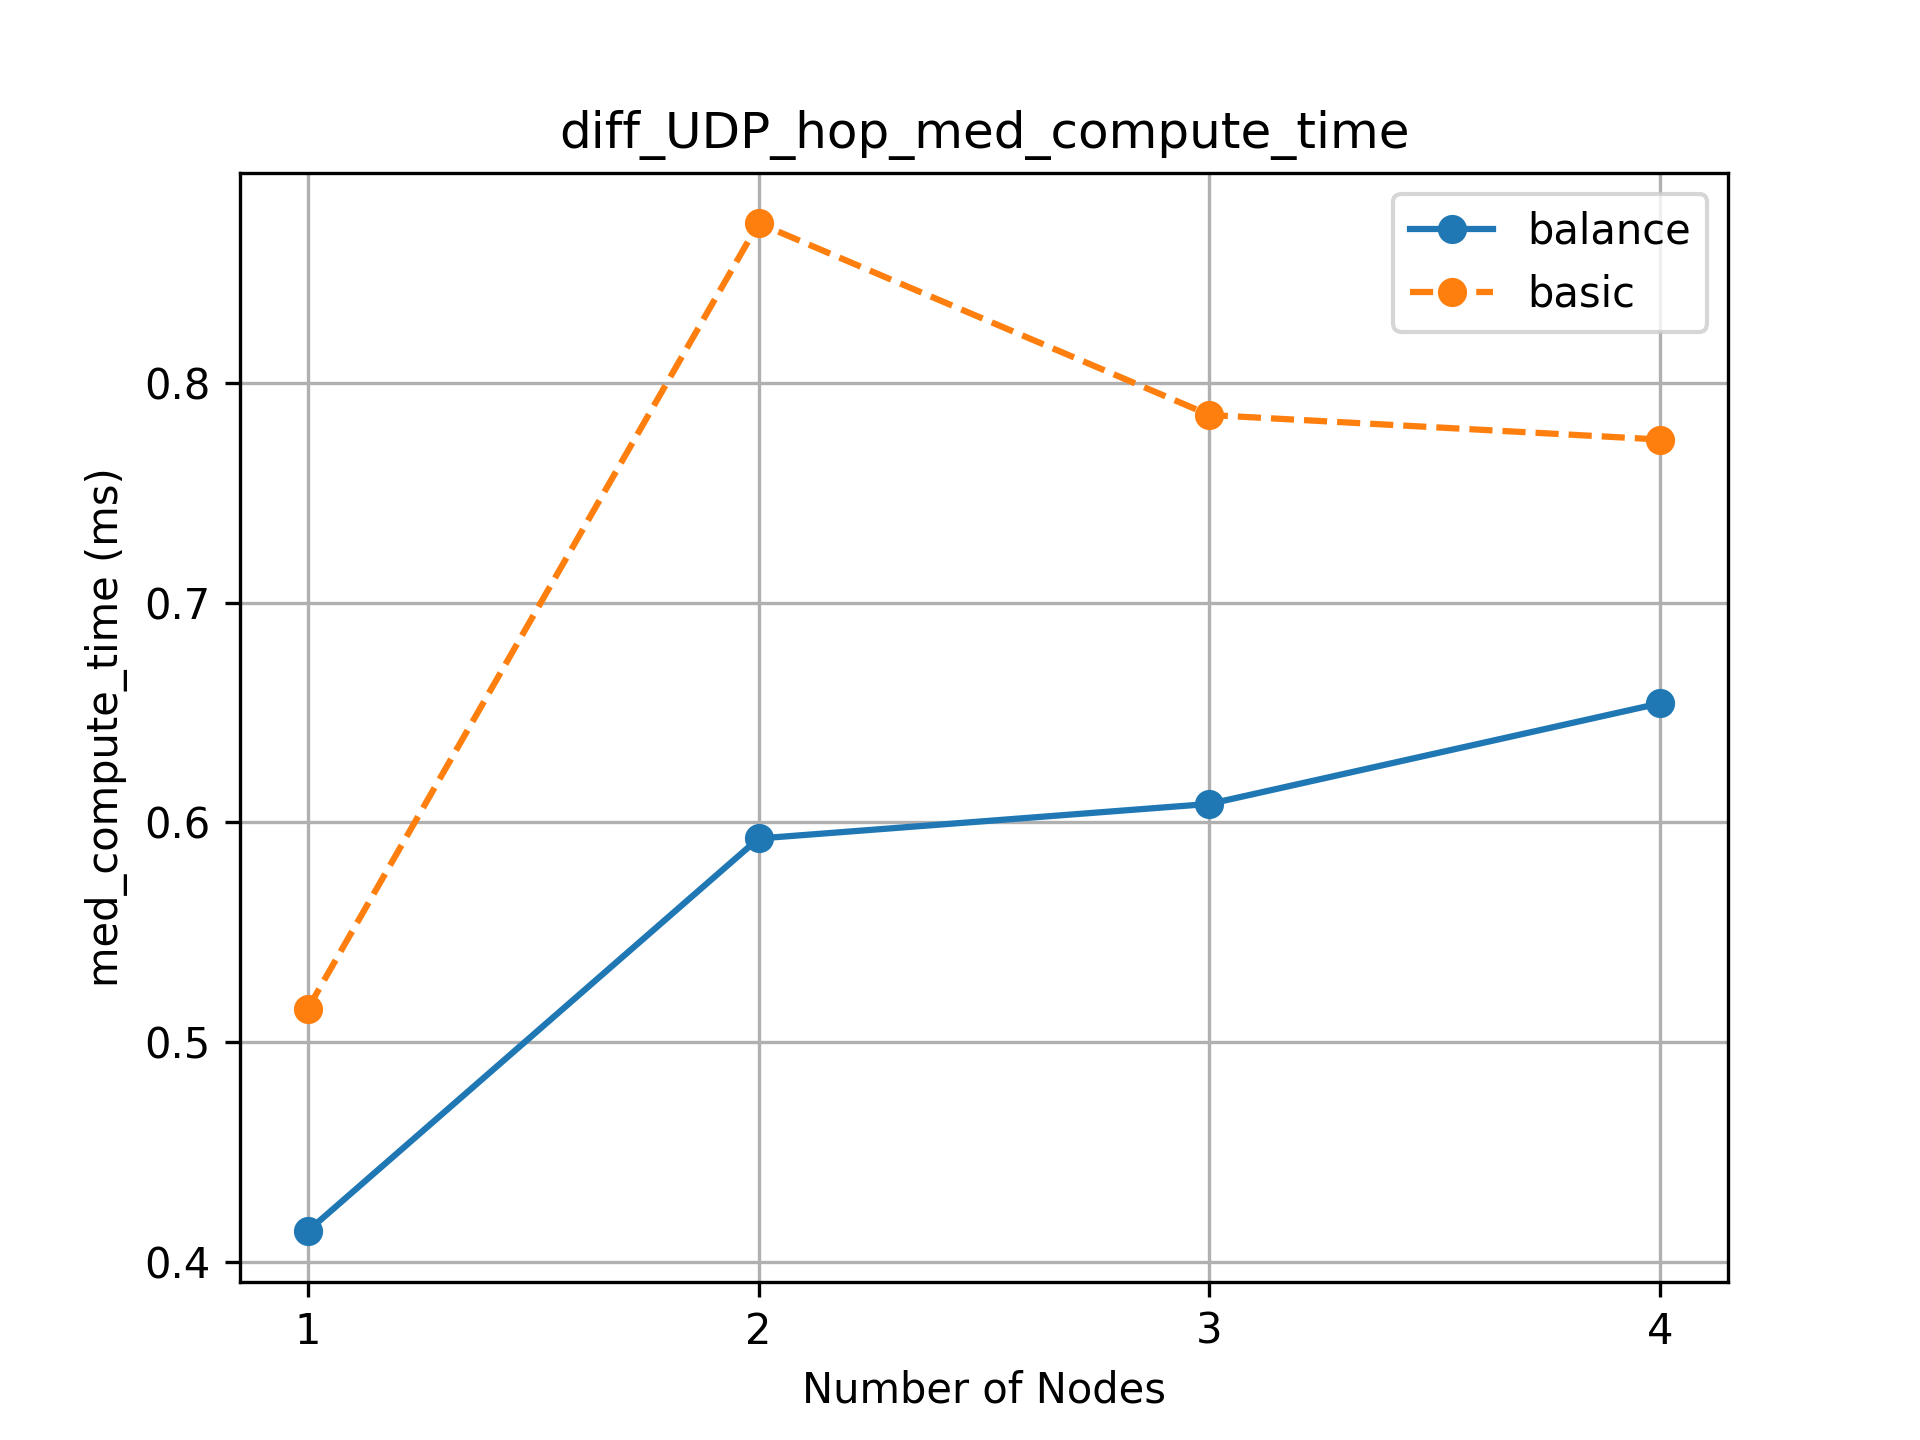 diff_UDP_hop_med_compute_time
balance
basic
0.8
0.7
0.6
0.5
0.4
med_compute_time (ms)
1 2 3 4
Number of Nodes